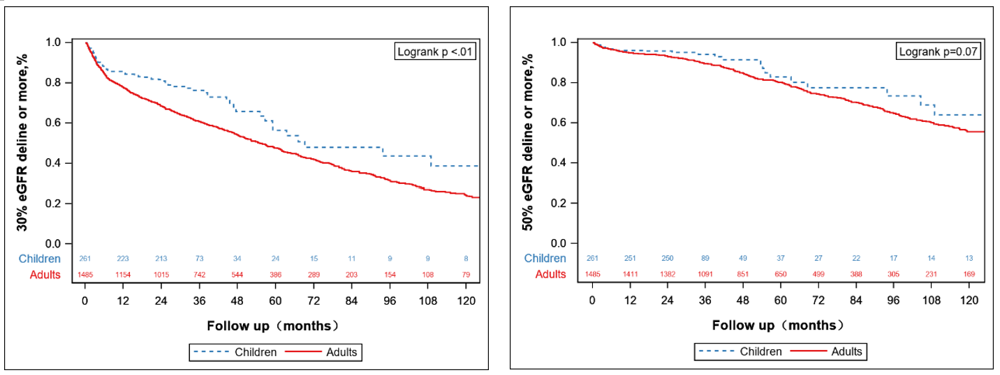 30% eGFR deline or more,%
Logrank p <.01
1.0
0.8
0.6
0.4
0.2
0.0
Children 261 223 213 73 34 24 15 11 9 9 8
Adults 1485 1154 1015 742 544 386 289 203 154 108 79
0 12 24 36 48 60 72 84 96 108 120
Follow up（months）
Children Adults
50% eGFR deline or more,%
Logrank p=0.07
1.0
0.8
0.6
0.4
0.2
0.0
Children 261 251 250 89 49 37 27 22 17 14 13
Adults 1485 1411 1382 1091 851 650 499 388 305 231 169
0 12 24 36 48 60 72 84 96 108 120
Follow up（months）
Children Adults